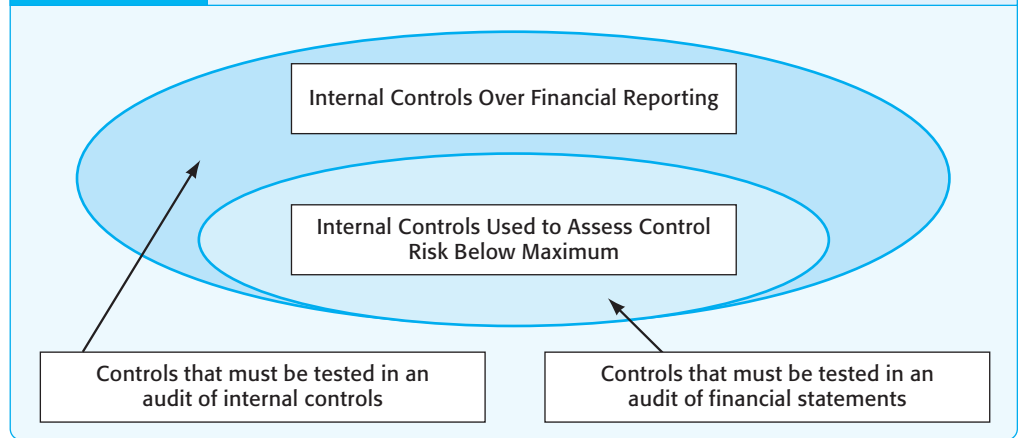 Internal Controls Over Financial Reporting
Internal Controls Used to Assess Control
Risk Below Maximum
Controls that must be tested in an
audit of internal controls
Controls that must be tested in an
audit of financial statements